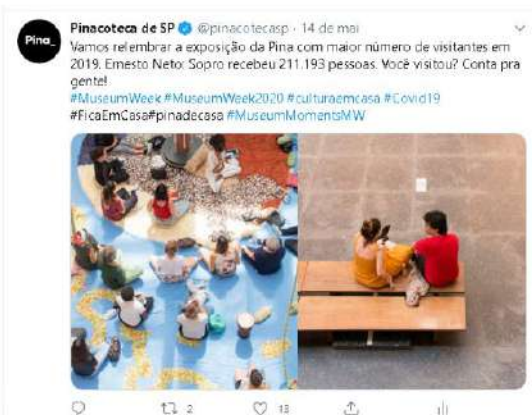 Pina_
Pinacoteca de SP @pinacotecasp · 14 de mai
Vamos relembrar a exposição da Pina com maior número de visitantes em
2019. Ernesto Neto: Sopro recebeu 211.193 pessoas. Você visitou? Conta pra
gente!
#MuseumWeek #MuseumWeek2020 #culturaemcasa #Covid19
#FicaEmCasa#pinadecasa #MuseumMomentsMW
2 18